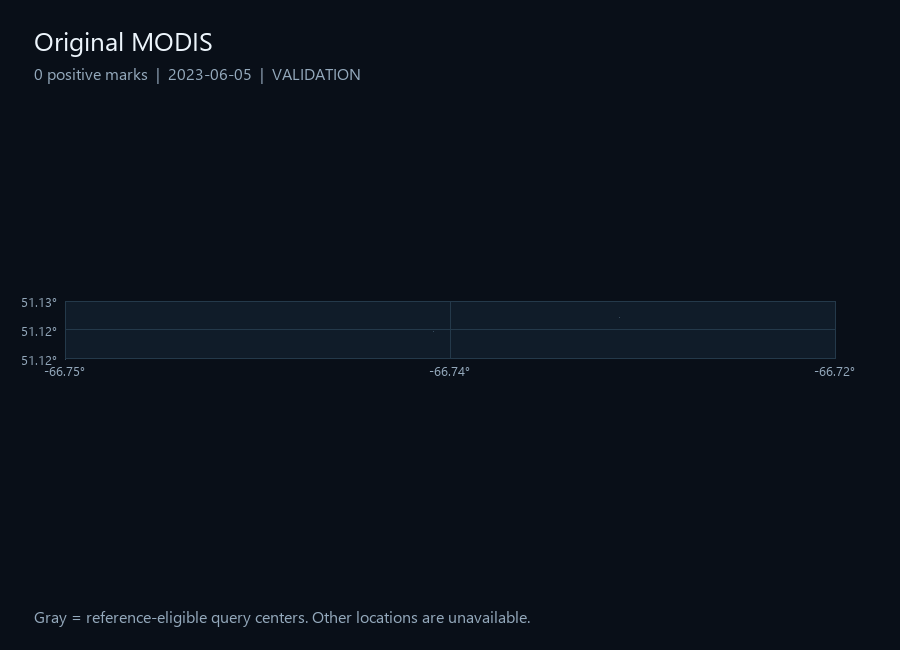 Original MODIS
0 positive marks | 2023-06-05 | VALIDATION
51.13°
51.12°
51.12°
-66.75°
-66.74°
-66.72°
Gray = reference-eligible query centers. Other locations are unavailable.